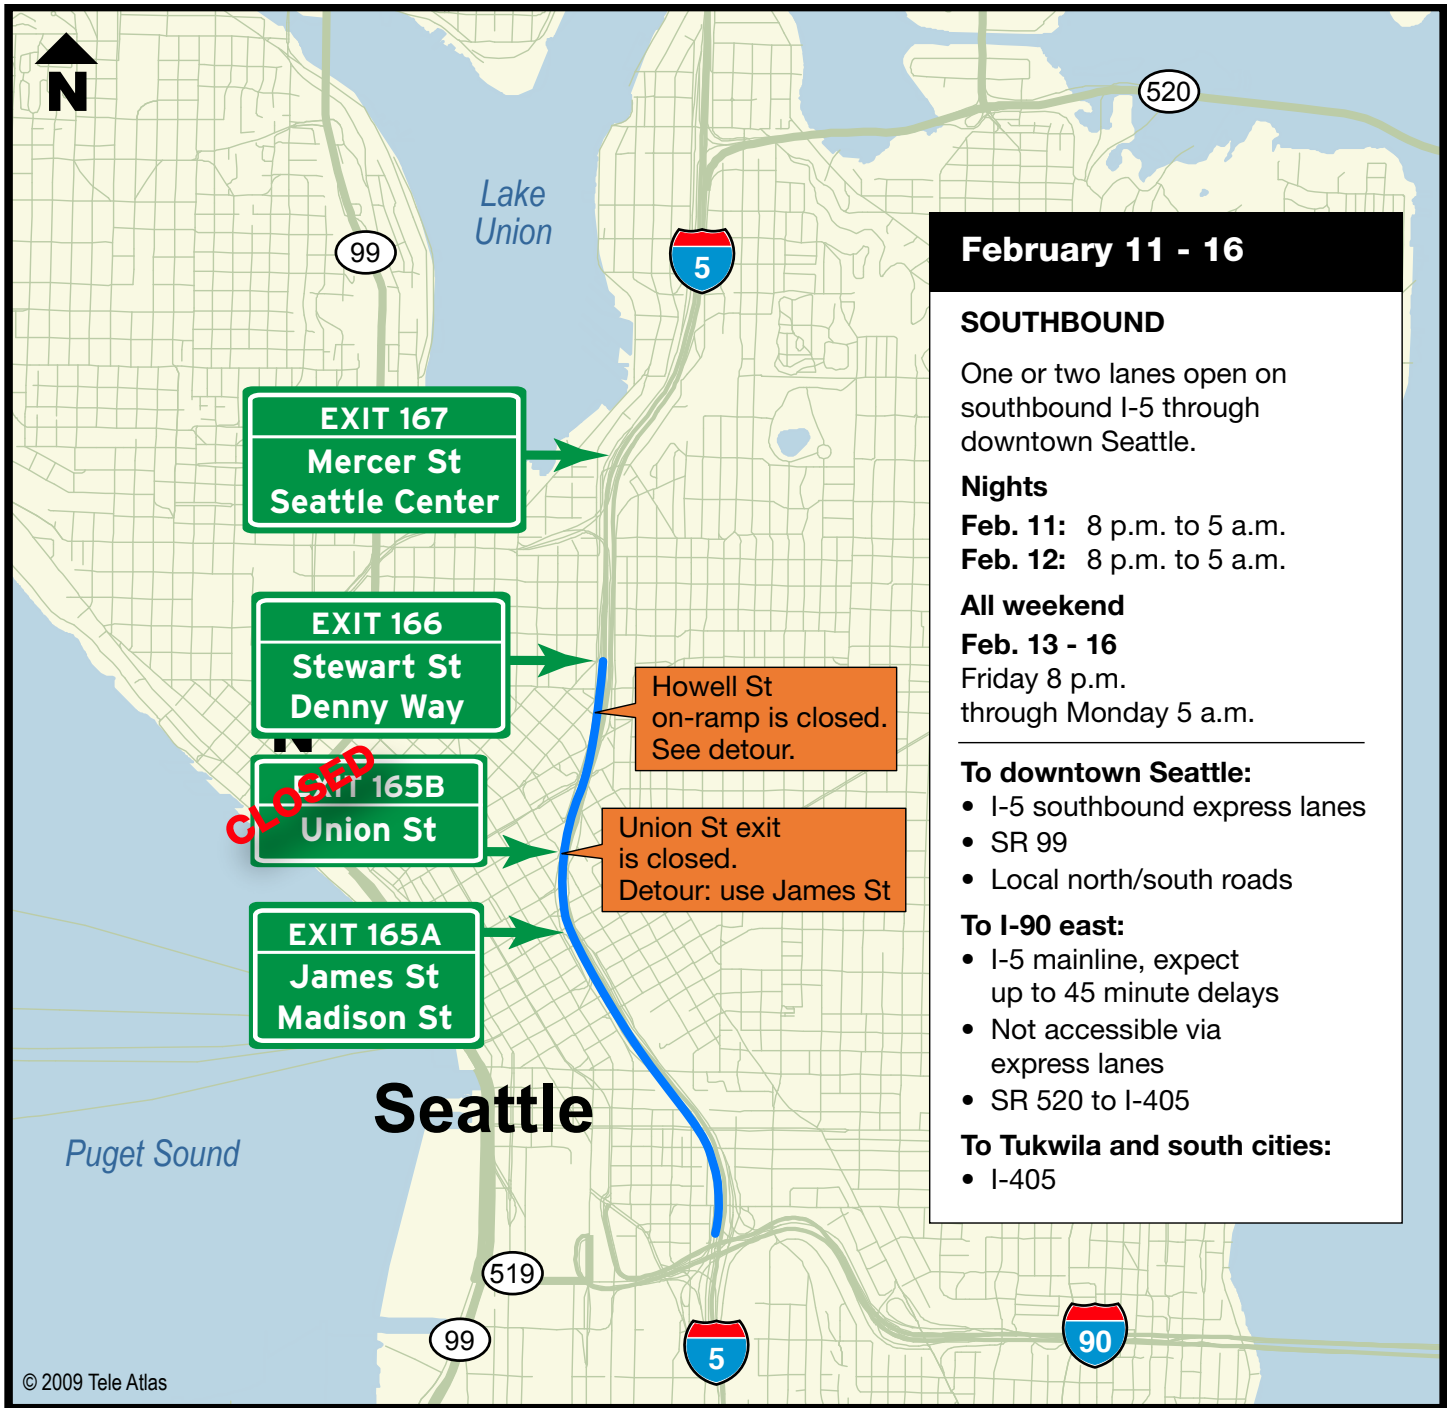 N
520
Lake
Union
99
5
February 11 - 16
SOUTHBOUND
One or two lanes open on
southbound I-5 through
downtown Seattle.
Nights
Feb. 11: 8 p.m. to 5 a.m.
Feb. 12: 8 p.m. to 5 a.m.
All weekend
Feb. 13 - 16
Friday 8 p.m.
through Monday 5 a.m.
To downtown Seattle:
• I-5 southbound express lanes
• SR 99
• Local north/south roads
To I-90 east:
• I-5 mainline, expect
up to 45 minute delays
• Not accessible via
express lanes
• SR 520 to I-405
To Tukwila and south cities:
• I-405
EXIT 167
Mercer St
Seattle Center
EXIT 166
Stewart St
Denny Way
Howell St
on-ramp is closed.
See detour.
N
CLOSED
EXIT 165B
Union St
Union St exit
is closed.
Detour: use James St
EXIT 165A
James St
Madison St
Seattle
Puget Sound
519
99
5
90
© 2009 Tele Atlas